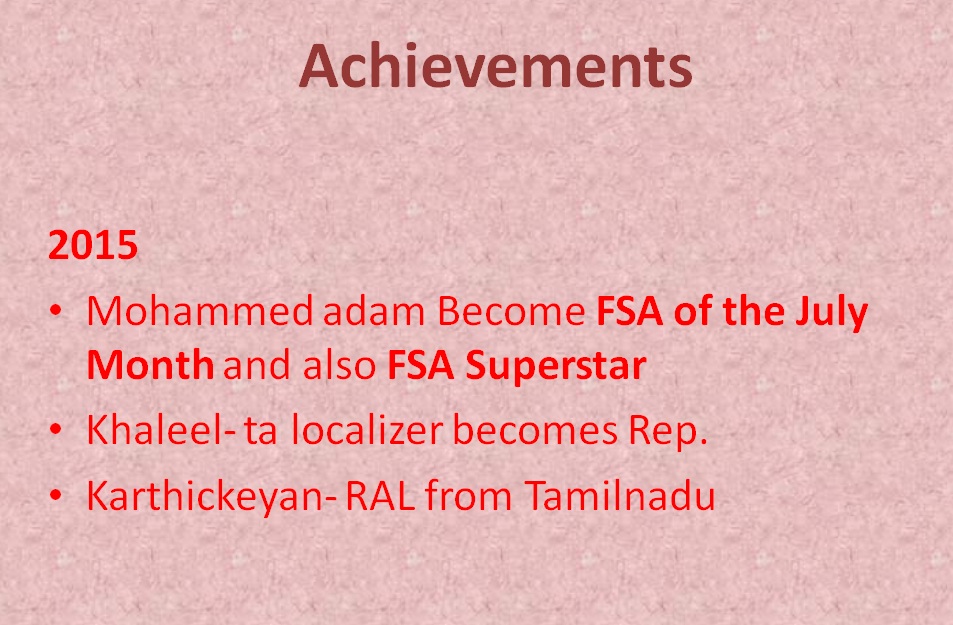 Achievements
2015
• Mohammed adam Become FSA of the July
Month and also FSA Superstar
• Khaleel- ta localizer becomes Rep.
• Karthickeyan- RAL from Tamilnadu